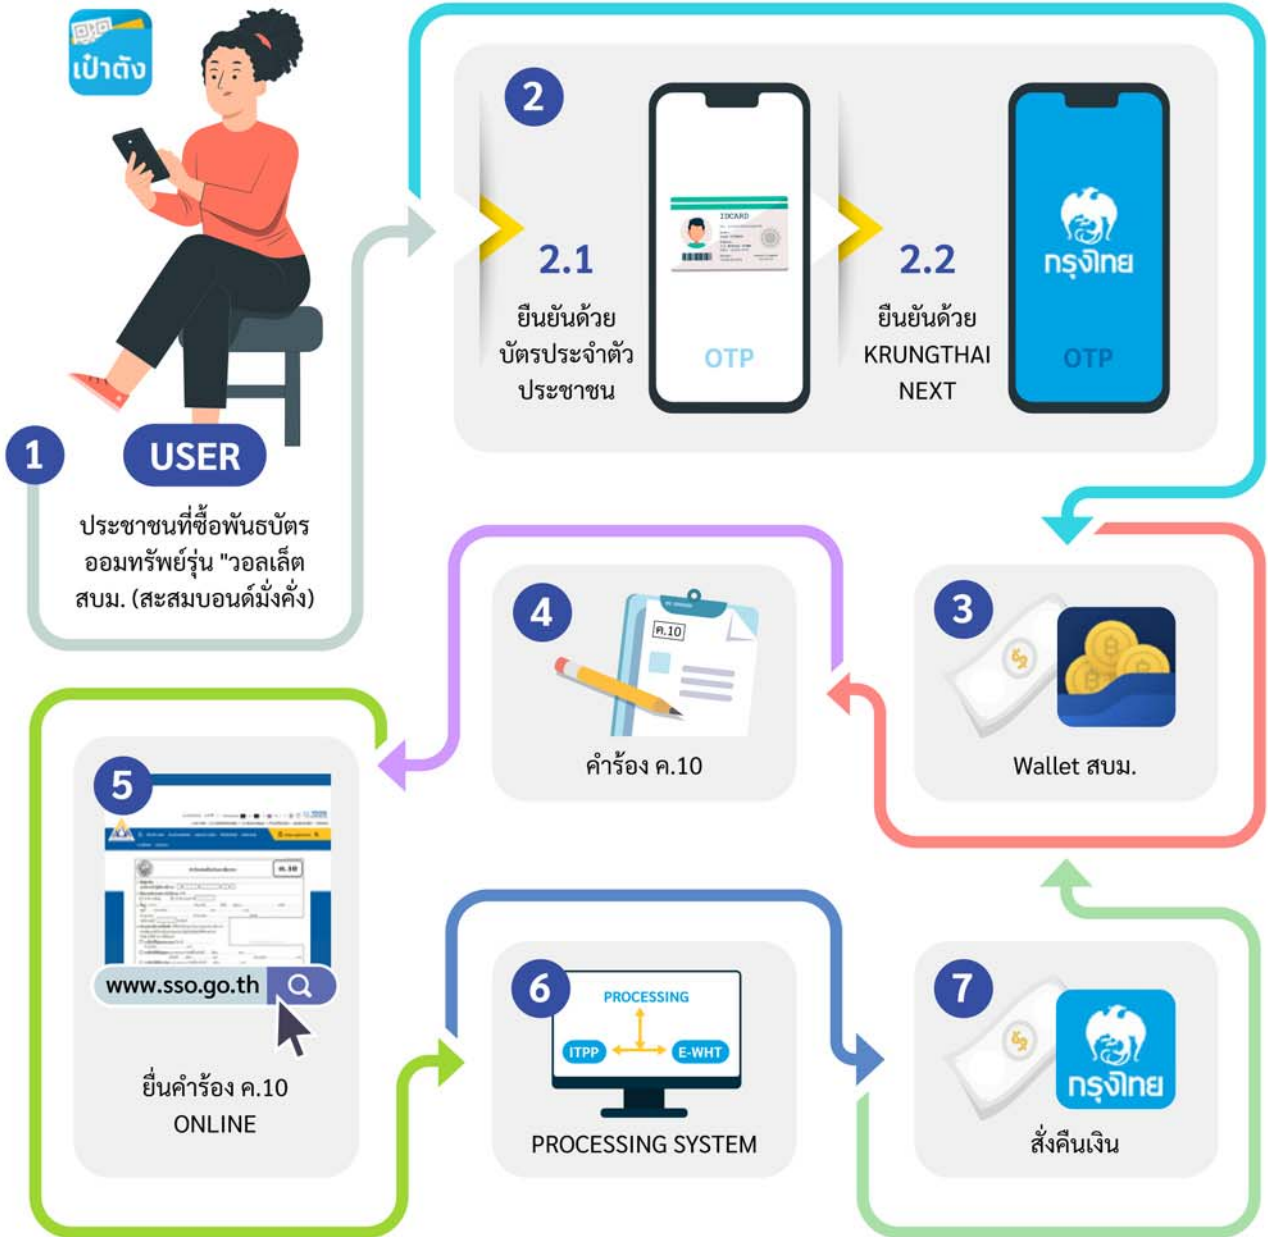 เป๋าตัง
1
USER
ประชาชนที่ซื้อพันธบัตร
ออมทรัพย์รุ่น "วอลเล็ต
สบม. (สะสมบอนด์มั่งคั่ง)
2
2.1
ยืนยันด้วย
บัตรประจำตัว
ประชาชน
IDCARD
OTP
2.2
ยืนยันด้วย
KRUNGTHAI
NEXT
กรุงไทย
OTP
3
Wallet สบม.
4
ค.10
คำร้อง ค.10
5
ค.10
www.sso.go.th
ยื่นคำร้อง ค.10
ONLINE
6
PROCESSING
ITPP
E-WHT
PROCESSING SYSTEM
7
กรุงไทย
สั่งคืนเงิน